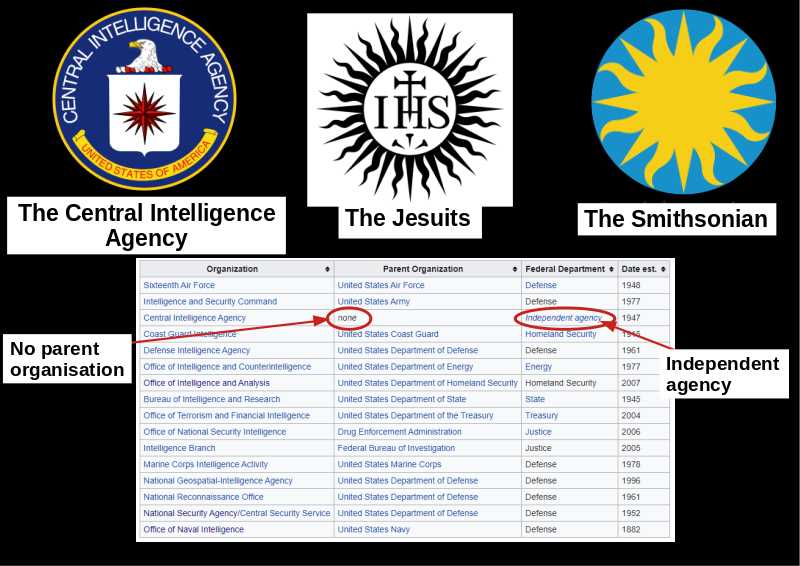 CENTRAL INTELLIGENCE AGENCY
UNITED STATES OF AMERICA
IHS
The Central Intelligence
Agency
The Jesuits
The Smithsonian
Organization Parent Organization Federal Department Date est.
Sixteenth Air Force United States Air Force Defense 1948
Intelligence and Security Command United States Army Defense 1977
Central Intelligence Agency none Independent agency 1947
Coast Guard Intelligence United States Coast Guard Homeland Security
Defense Intelligence Agency United States Department of Defense Defense 1961
Office of Intelligence and Counterintelligence United States Department of Energy Energy 1977
Office of Intelligence and Analysis United States Department of Homeland Security Homeland Security 2007
Bureau of Intelligence and Research United States Department of State State 1945
Office of Terrorism and Financial Intelligence United States Department of the Treasury Treasury 2004
Office of National Security Intelligence Drug Enforcement Administration Justice 2006
Intelligence Branch Federal Bureau of Investigation Justice 2005
Marine Corps Intelligence Activity United States Marine Corps Defense 1978
National Geospatial-Intelligence Agency United States Department of Defense Defense 1996
National Reconnaissance Office United States Department of Defense Defense 1961
National Security Agency/Central Security Service United States Department of Defense Defense 1952
Office of Naval Intelligence United States Navy Defense 1882
No parent
organisation
Independent
agency